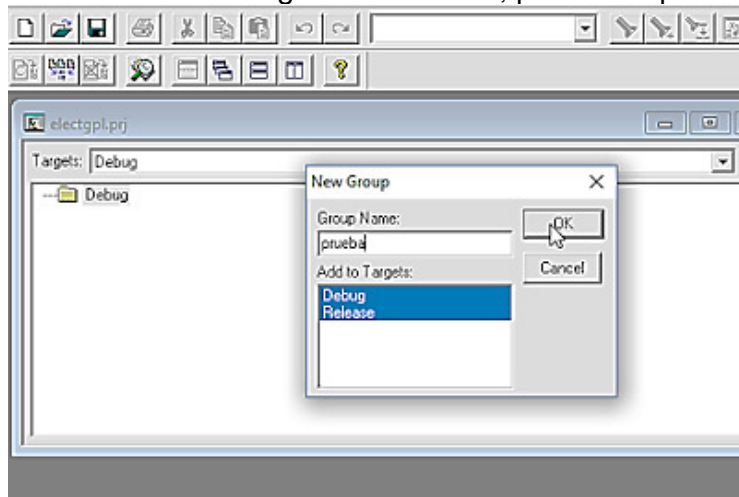 electgpl.prj
Targets: Debug
Debug
New Group
Group Name:
OK
prueba
Add to Targets:
Cancel
Debug
Release